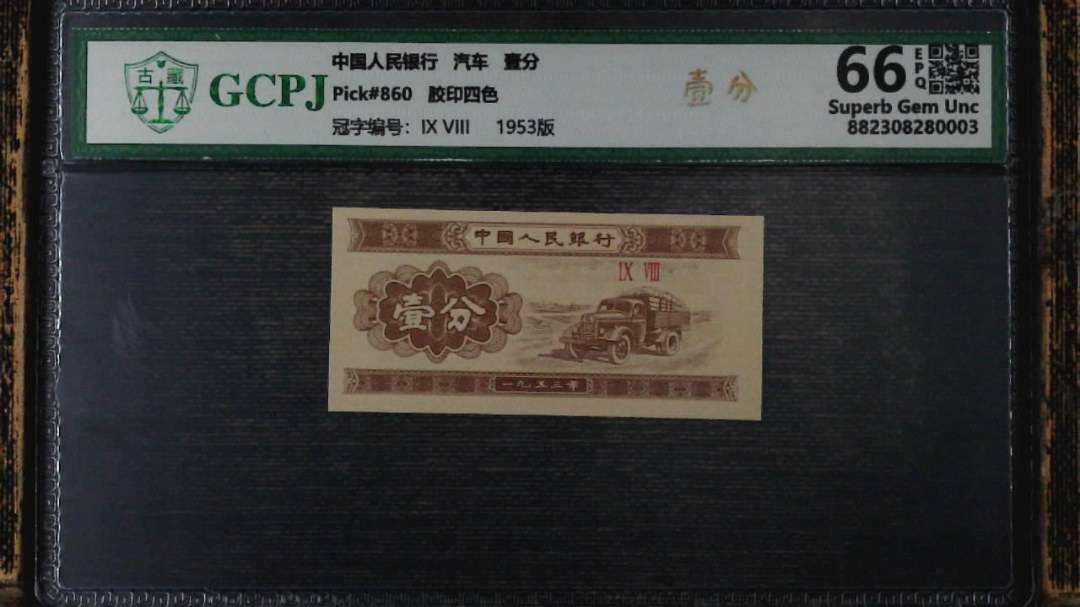 古藏
GCPJ
中国人民银行 汽车 壹分
Pick#860 胶印四色
冠字编号：IX VIII 1953版
壹分
66 EPQ
Superb Gem Unc
882308280003
中國人民銀行
IX VIII
壹分
一九五三年